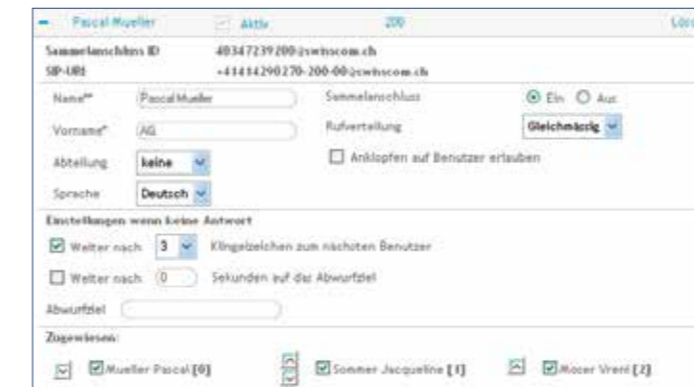 Pascal Mueller Aktiv 200
Sammelanschluss ID 40347239200@swisscom.ch
SIP-URI +41414290270-200-00@swisscom.ch
Name** Pascal Mueller Sammelanschluss Ein Aus
Vorname* AG Rufverteilung Gleichmässig
Abteilung keine Anklopfen auf Benutzer erlauben
Sprache Deutsch
Einstellungen wenn keine Antwort
Weiter nach 3 Klingelzeichen zum nächsten Benutzer
Weiter nach 0 Sekunden auf das Abwurfziel
Abwurfziel
Zugewiesen:
Mueller Pascal [0] Sommer Jacqueline [1] Moser Vreni [2]